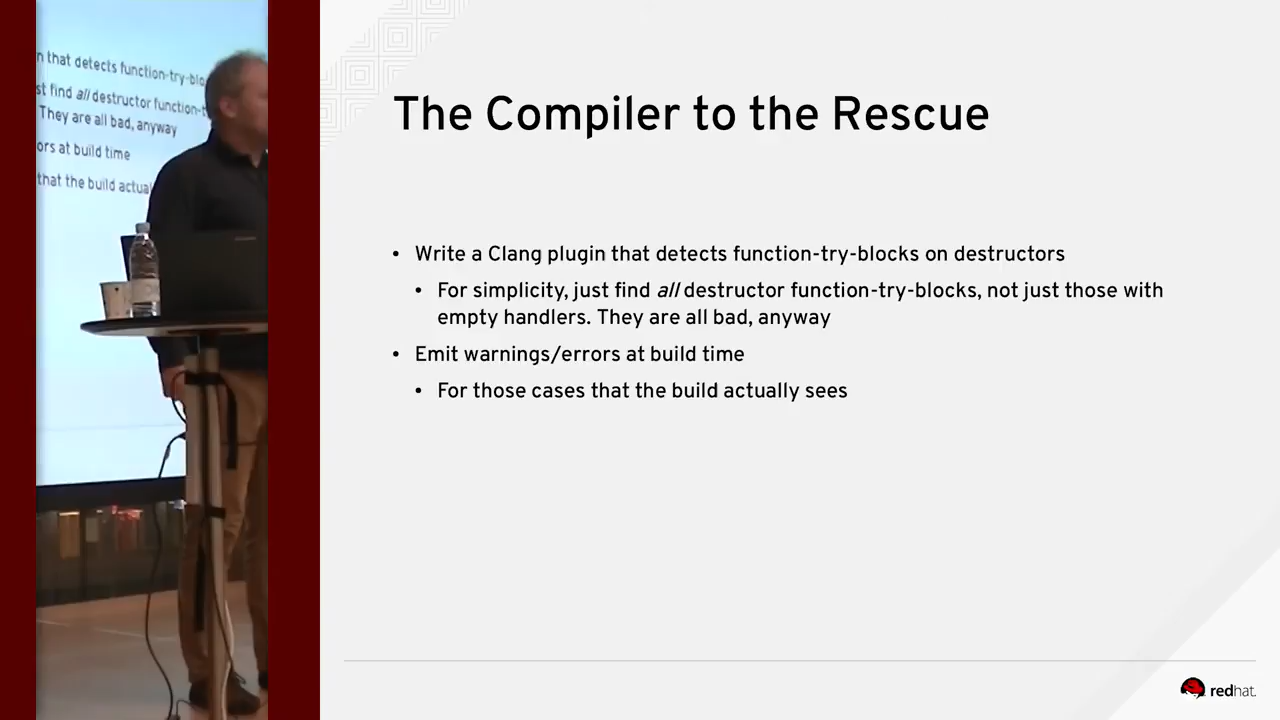 n that detects function-try-blo
st find all destructor function-t
They are all bad, anyway
ors at build time
that the build actual
The Compiler to the Rescue
• Write a Clang plugin that detects function-try-blocks on destructors
• For simplicity, just find all destructor function-try-blocks, not just those with
empty handlers. They are all bad, anyway
• Emit warnings/errors at build time
• For those cases that the build actually sees
redhat.